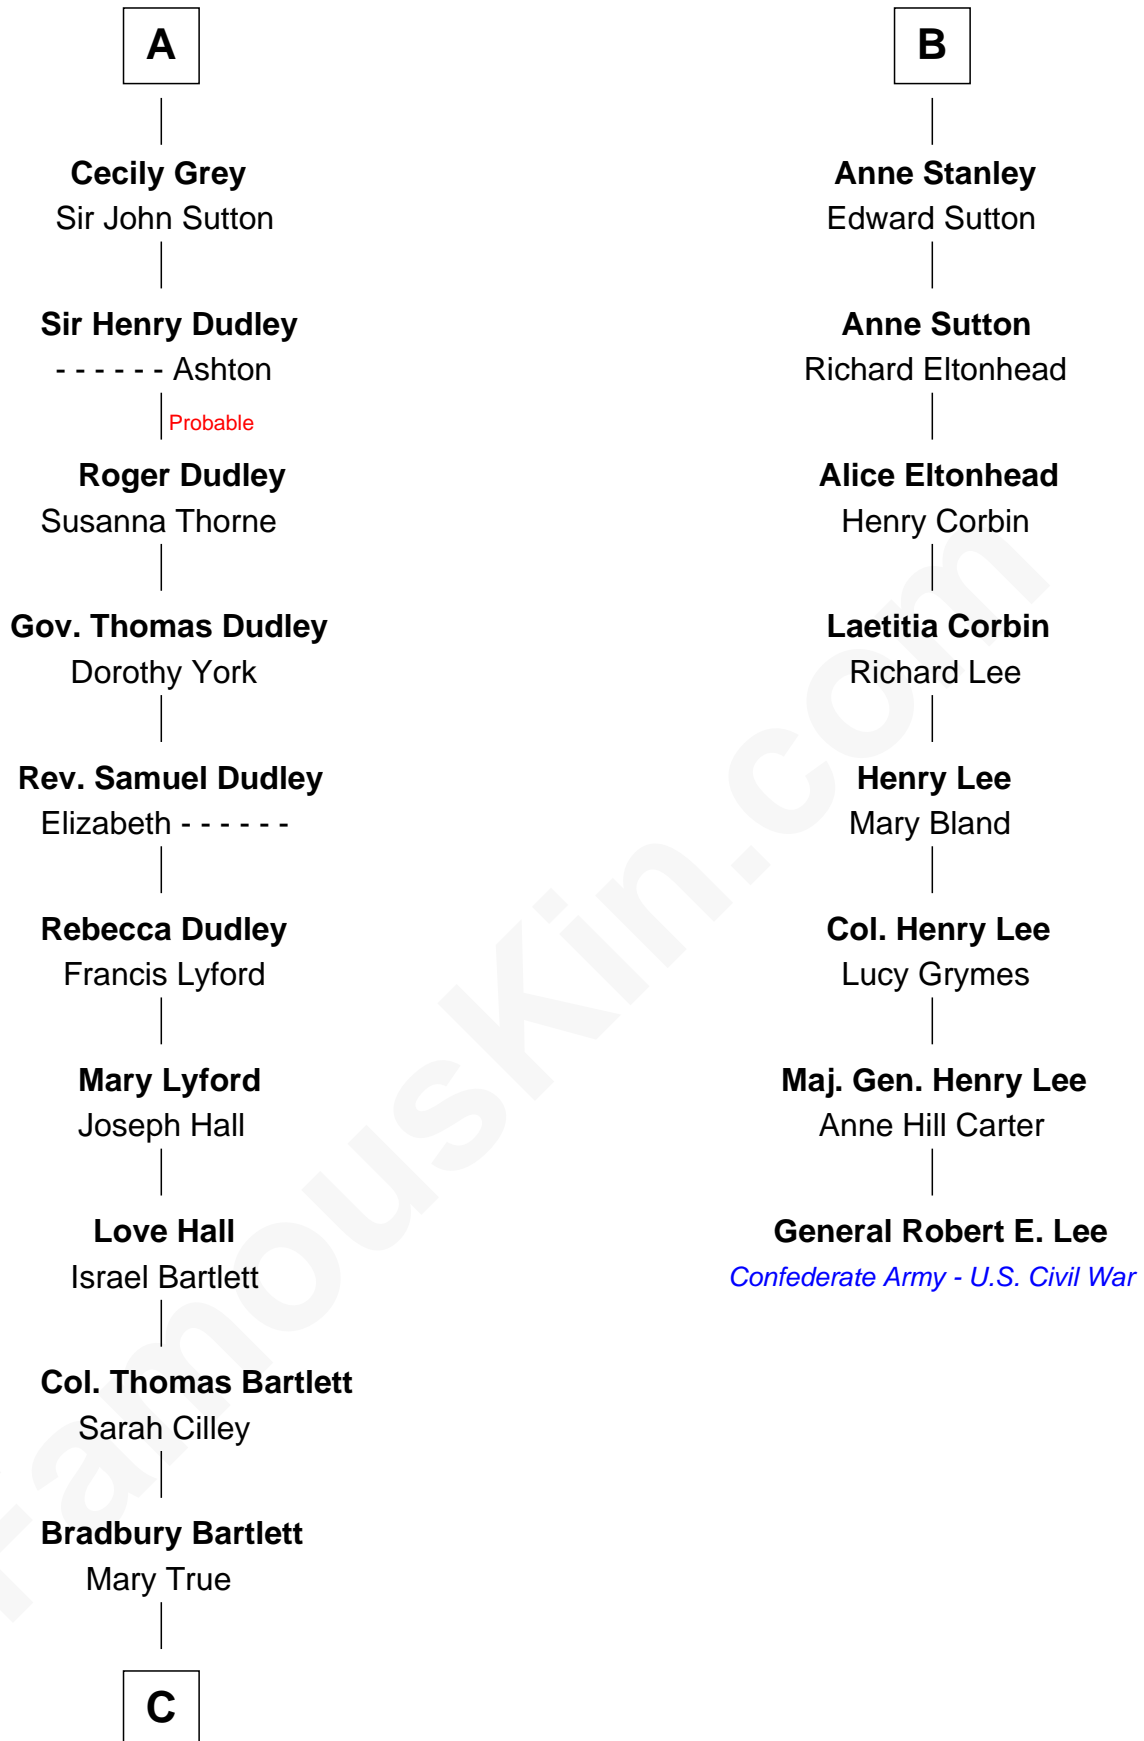 A
Cecily Grey
Sir John Sutton
Sir Henry Dudley
- - - - - - Ashton
Probable
Roger Dudley
Susanna Thorne
Gov. Thomas Dudley
Dorothy York
Rev. Samuel Dudley
Elizabeth - - - - - -
Rebecca Dudley
Francis Lyford
Mary Lyford
Joseph Hall
Love Hall
Israel Bartlett
Col. Thomas Bartlett
Sarah Cilley
Bradbury Bartlett
Mary True
C
B
Anne Stanley
Edward Sutton
Anne Sutton
Richard Eltonhead
Alice Eltonhead
Henry Corbin
Laetitia Corbin
Richard Lee
Henry Lee
Mary Bland
Col. Henry Lee
Lucy Grymes
Maj. Gen. Henry Lee
Anne Hill Carter
General Robert E. Lee
Confederate Army - U.S. Civil War
FamousKin.com